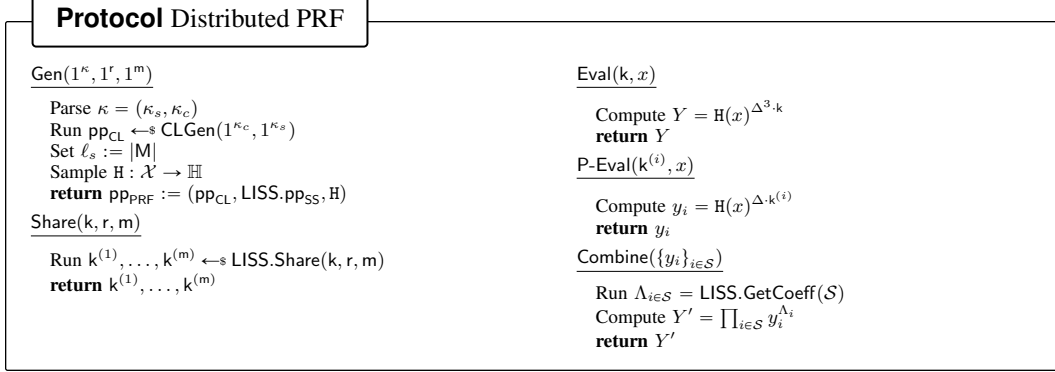 Protocol Distributed PRF
Gen(1^κ, 1^r, 1^m)
Parse κ = (κ_s, κ_c)
Run pp_CL ←$ CLGen(1^{κ_c}, 1^{κ_s})
Set ℓ_s := |M|
Sample H : 𝒳 → ℍ
return pp_PRF := (pp_CL, LISS.pp_SS, H)
Share(k, r, m)
Run k^(1), . . . , k^(m) ←$ LISS.Share(k, r, m)
return k^(1), . . . , k^(m)
Eval(k, x)
Compute Y = H(x)^{Δ^3·k}
return Y
P-Eval(k^(i), x)
Compute y_i = H(x)^{Δ·k^(i)}
return y_i
Combine({y_i}_{i∈𝒮})
Run Λ_{i∈𝒮} = LISS.GetCoeff(𝒮)
Compute Y′ = ∏_{i∈𝒮} y_i^{Λ_i}
return Y′